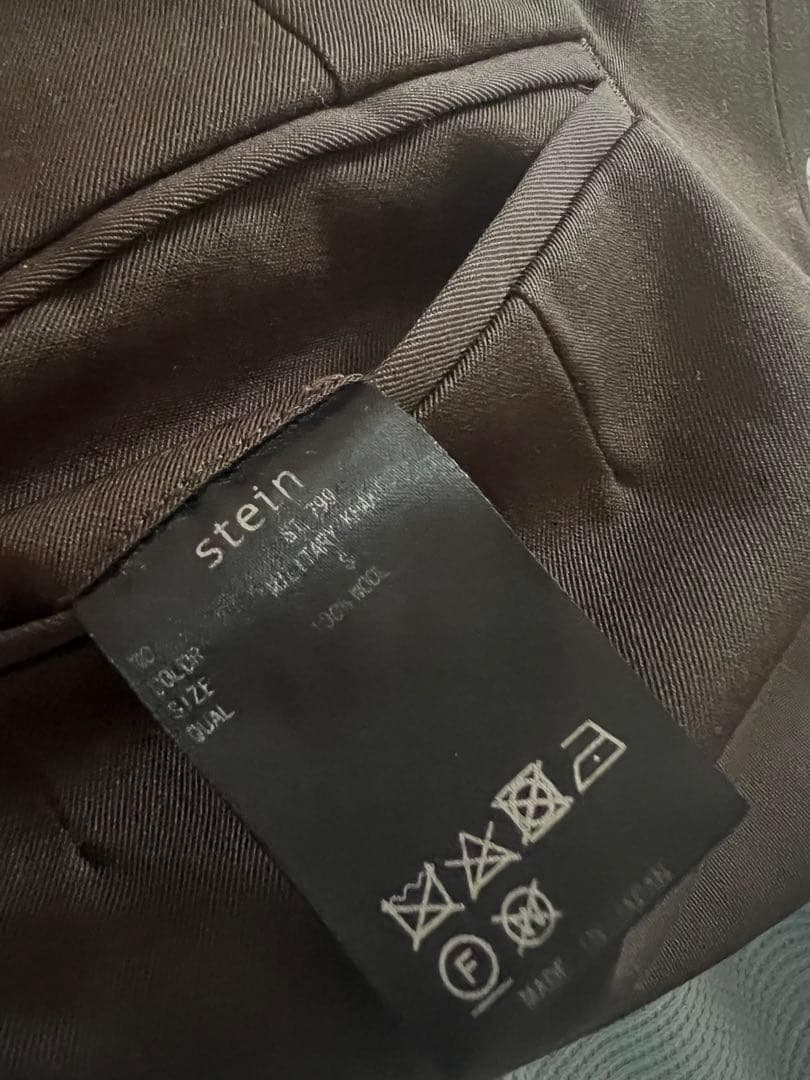 stein
NO ST.799
COLOR MILITARY KHAKI
SIZE S
QUAL 100% WOOL
F
W
MADE IN JAPAN